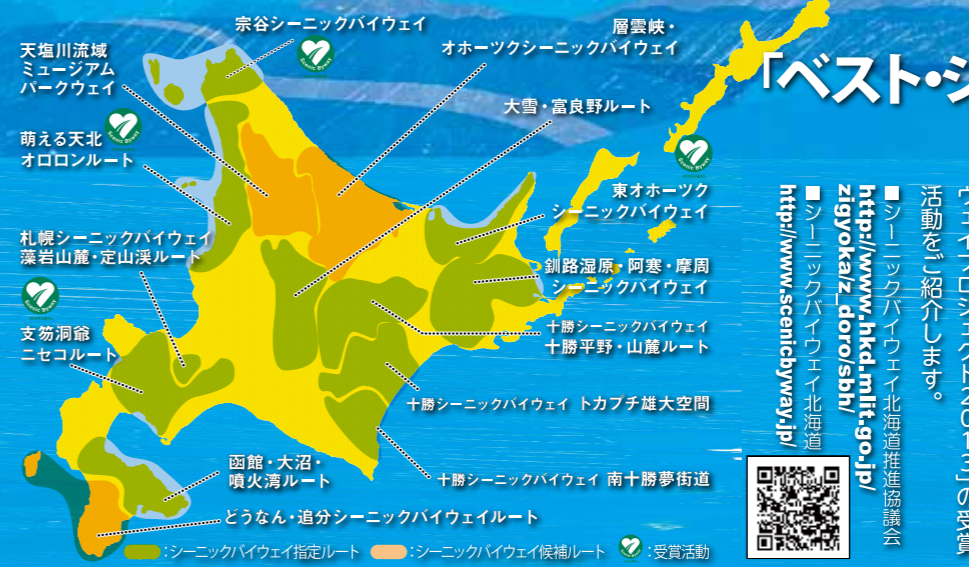 宗谷シーニックバイウェイ
層雲峡・
オホーツクシーニックバイウェイ
天塩川流域
ミュージアム
パークウェイ
大雪・富良野ルート
萌える天北
オロロンルート
東オホーツク
シーニックバイウェイ
札幌シーニックバイウェイ
藻岩山麓・定山渓ルート
釧路湿原・阿寒・摩周
シーニックバイウェイ
支笏洞爺
ニセコルート
十勝シーニックバイウェイ
十勝平野・山麓ルート
十勝シーニックバイウェイ トカプチ雄大空間
函館・大沼・
噴火湾ルート
十勝シーニックバイウェイ 南十勝夢街道
どうなん・追分シーニックバイウェイルート
:シーニックバイウェイ指定ルート :シーニックバイウェイ候補ルート :受賞活動
Scenic Byway
Scenic Byway
Scenic Byway
Scenic Byway
Scenic Byway
「ベスト・シ
活動をご紹介します。
■シーニックバイウェイ北海道推進協議会
http://www.hkd.mlit.go.jp/
zigyoka/z_doro/sbh/
■シーニックバイウェイ北海道
http://www.scenicbyway.jp/